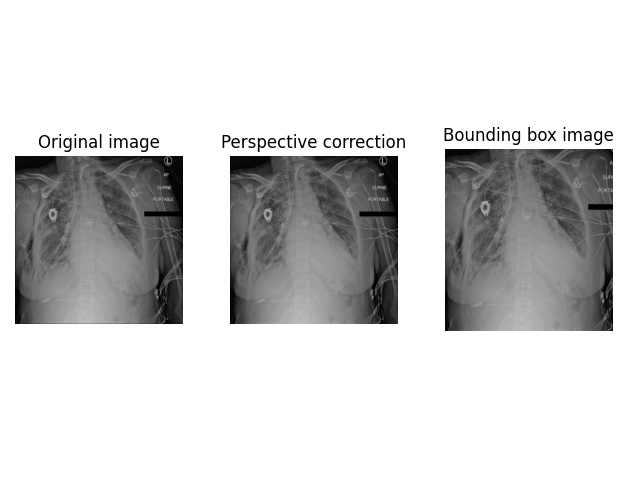 Original image
Perspective correction
Bounding box image
L
AP
SUPINE
PORTABLE
L
AP
SUPINE
PORTABLE